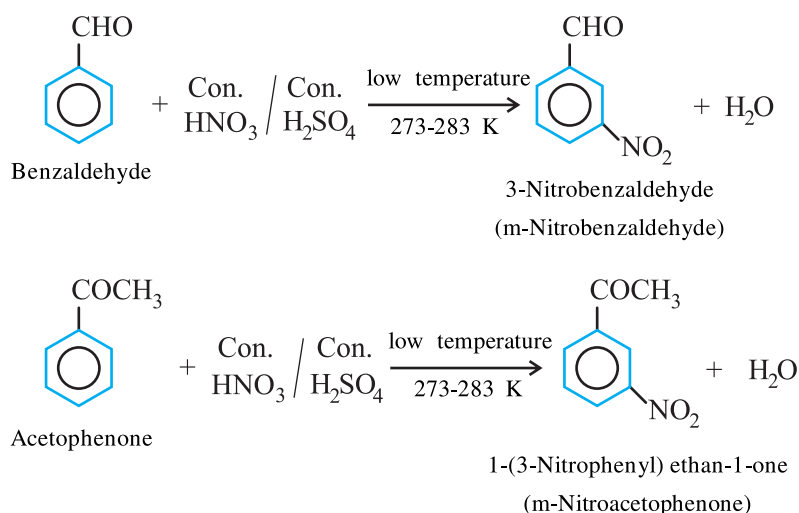 CHO
+ Con. HNO₃ / Con. H₂SO₄
low temperature
273-283 K
CHO
NO₂
+ H₂O
Benzaldehyde
3-Nitrobenzaldehyde
(m-Nitrobenzaldehyde)
COCH₃
+ Con. HNO₃ / Con. H₂SO₄
low temperature
273-283 K
COCH₃
NO₂
+ H₂O
Acetophenone
1-(3-Nitrophenyl) ethan-1-one
(m-Nitroacetophenone)